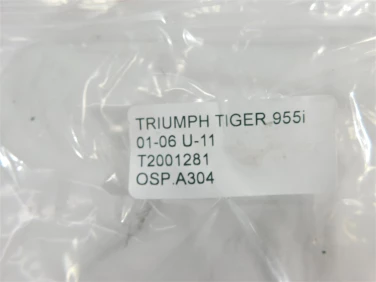 TRIUMPH TIGER 955i
01-06 U-11
T2001281
OSP.A304